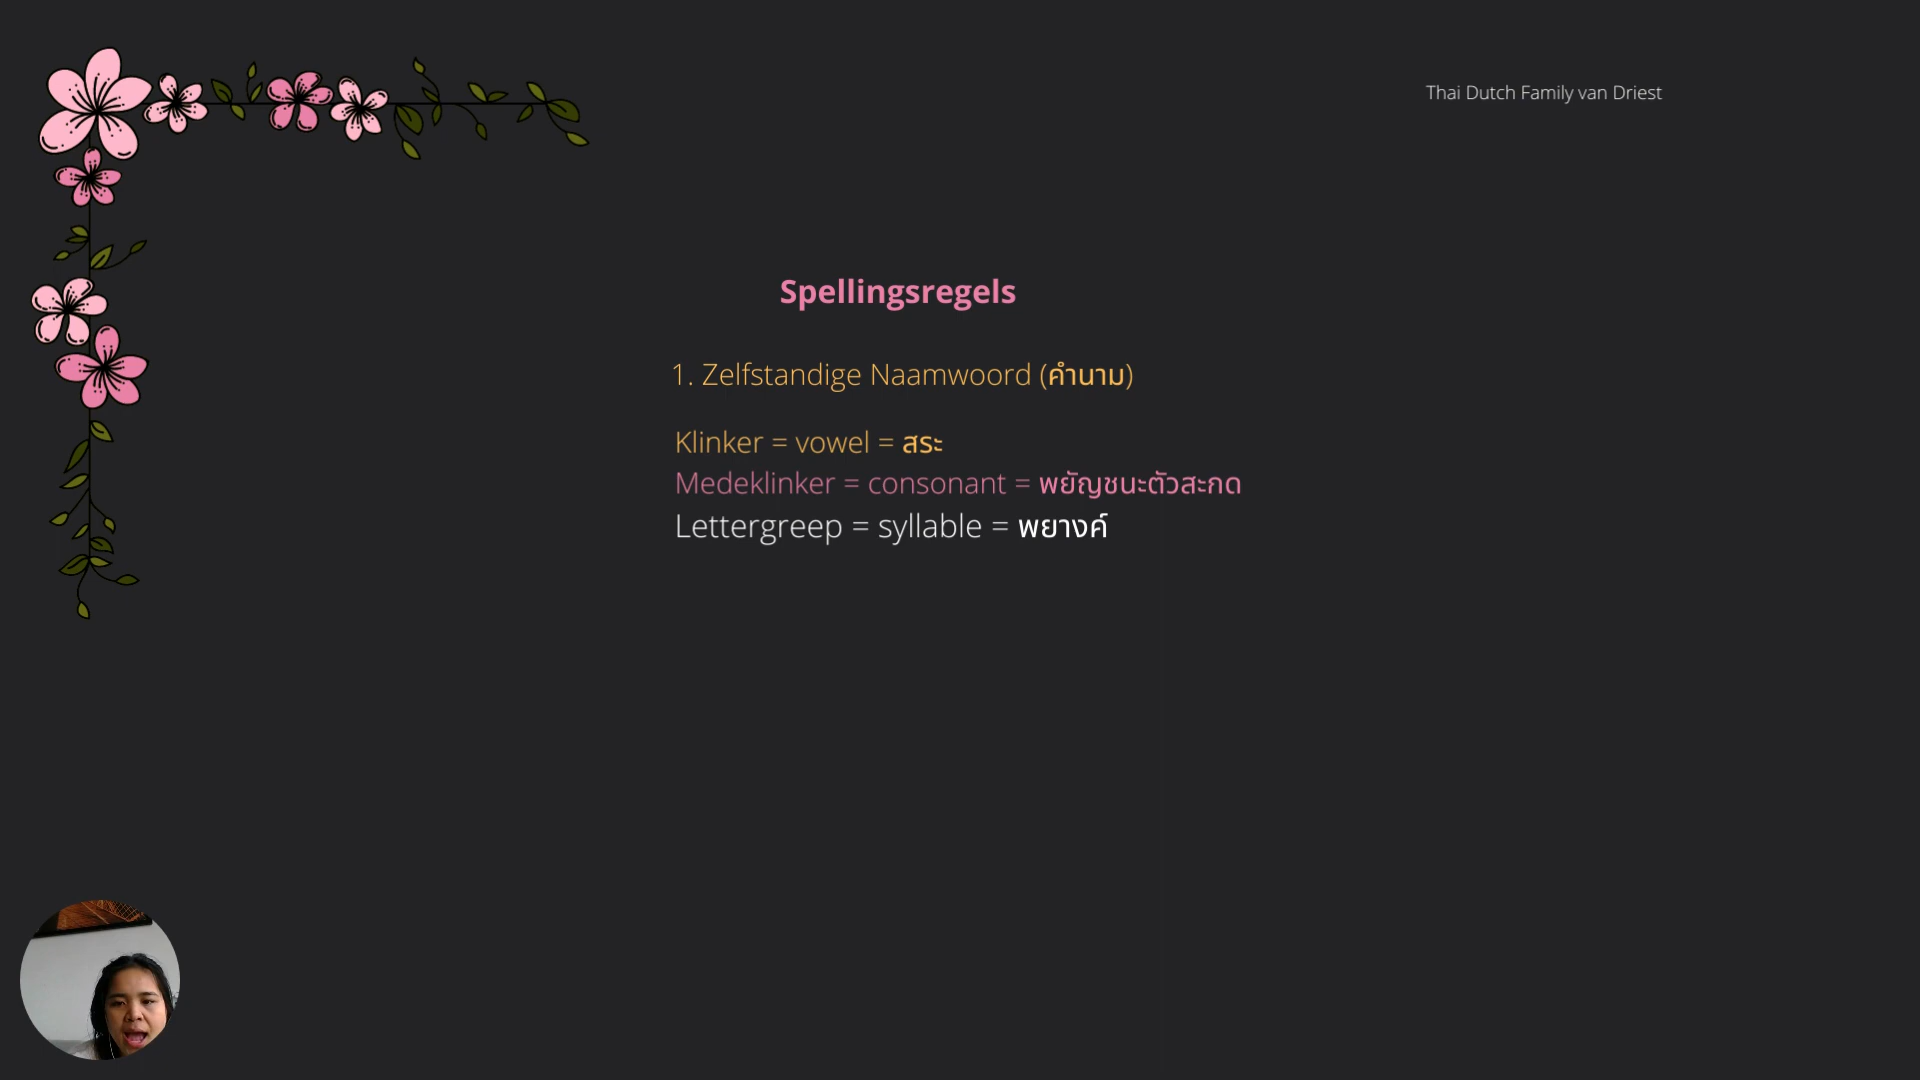 Thai Dutch Family van Driest
Spellingsregels
1. Zelfstandige Naamwoord (คำนาม)
Klinker = vowel = สระ
Medeklinker = consonant = พยัญชนะตัวสะกด
Lettergreep = syllable = พยางค์